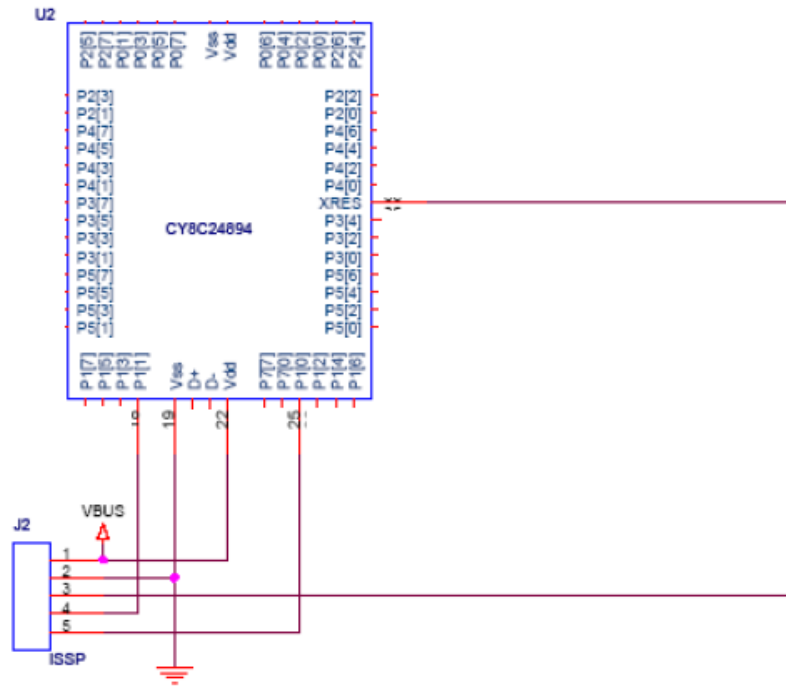 U2
P2[5] P2[7] P0[1] P0[3] P0[5] P0[7] Vss Vdd P0[6] P0[4] P0[2] P0[0] P2[6] P2[4]
P2[3] P2[2]
P2[1] P2[0]
P4[7] P4[6]
P4[5] P4[4]
P4[3] P4[2]
P4[1] P4[0]
P3[7] XRES
P3[5] P3[4]
CY8C24894
P3[3] P3[2]
P3[1] P3[0]
P5[7] P5[6]
P5[5] P5[4]
P5[3] P5[2]
P5[1] P5[0]
P1[7] P1[5] P1[3] P1[1] Vss D+ D- Vdd P7[7] P7[0] P1[0] P1[2] P1[4] P1[6]
19 22 25
VBUS
J2
1
2
3
4
5
ISSP